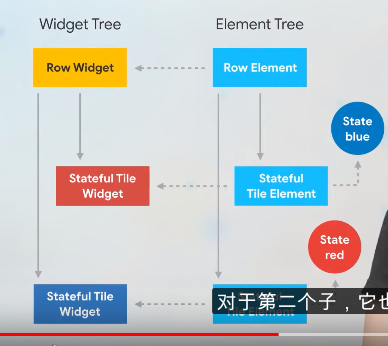 Widget Tree
Element Tree
Row Widget
Row Element
State
blue
Stateful Tile
Widget
Stateful
Tile Element
State
red
Stateful Tile
Widget
对于第二个子，它也
Tile Element